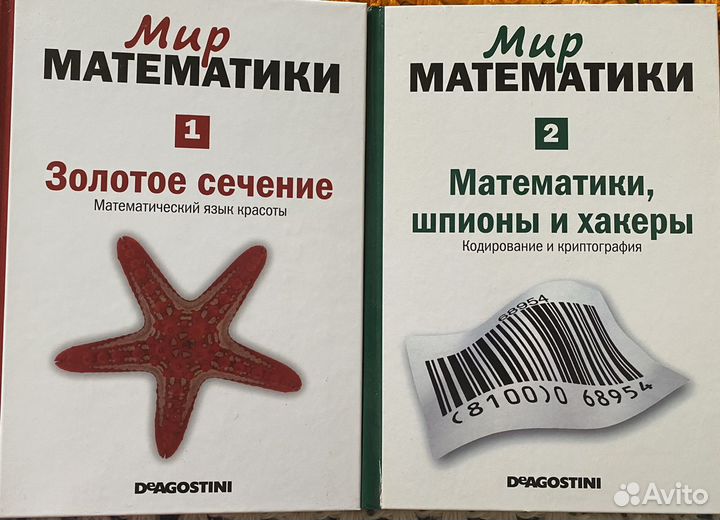 Мир
МАТЕМАТИКИ
1
Золотое сечение
Математический язык красоты
DeAGOSTINI
Мир
МАТЕМАТИКИ
2
Математики,
шпионы и хакеры
Кодирование и криптография
68954
(8100)0 68954
DeAGOSTINI
Avito